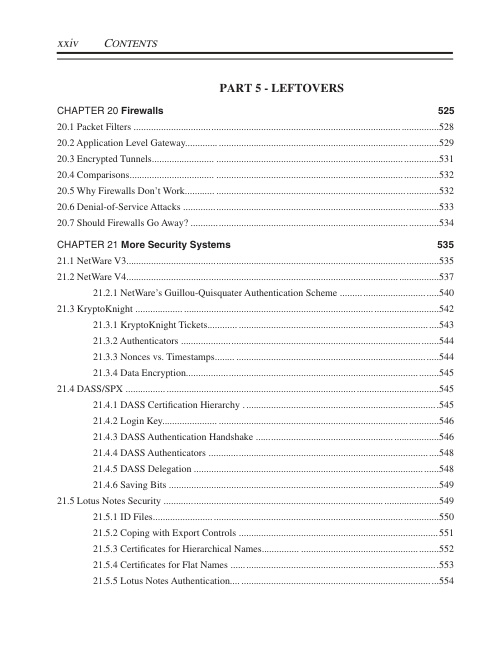 xxiv CONTENTS
PART 5 - LEFTOVERS
CHAPTER 20 Firewalls 525
20.1 Packet Filters ........................................................................528
20.2 Application Level Gateway........................................................................529
20.3 Encrypted Tunnels........................................................................531
20.4 Comparisons........................................................................532
20.5 Why Firewalls Don’t Work........................................................................532
20.6 Denial-of-Service Attacks ........................................................................533
20.7 Should Firewalls Go Away? ........................................................................534
CHAPTER 21 More Security Systems 535
21.1 NetWare V3........................................................................535
21.2 NetWare V4........................................................................537
21.2.1 NetWare’s Guillou-Quisquater Authentication Scheme ..............................540
21.3 KryptoKnight ........................................................................542
21.3.1 KryptoKnight Tickets........................................................................543
21.3.2 Authenticators ........................................................................544
21.3.3 Nonces vs. Timestamps........................................................................544
21.3.4 Data Encryption........................................................................545
21.4 DASS/SPX ........................................................................545
21.4.1 DASS Certification Hierarchy ........................................................................545
21.4.2 Login Key........................................................................546
21.4.3 DASS Authentication Handshake ........................................................................546
21.4.4 DASS Authenticators ........................................................................548
21.4.5 DASS Delegation ........................................................................548
21.4.6 Saving Bits ........................................................................549
21.5 Lotus Notes Security ........................................................................549
21.5.1 ID Files........................................................................550
21.5.2 Coping with Export Controls ........................................................................551
21.5.3 Certificates for Hierarchical Names........................................................................552
21.5.4 Certificates for Flat Names ........................................................................553
21.5.5 Lotus Notes Authentication........................................................................554